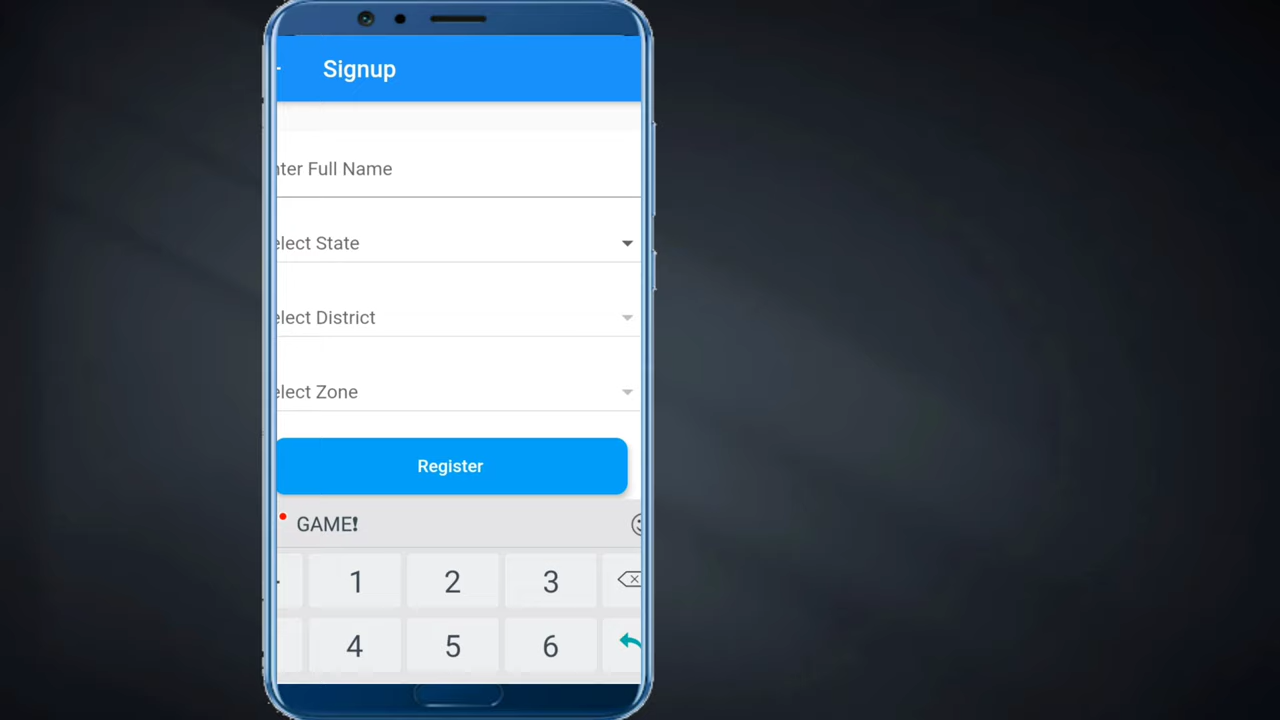 Signup
nter Full Name
elect State
elect District
elect Zone
Register
GAME!
1 2 3
4 5 6